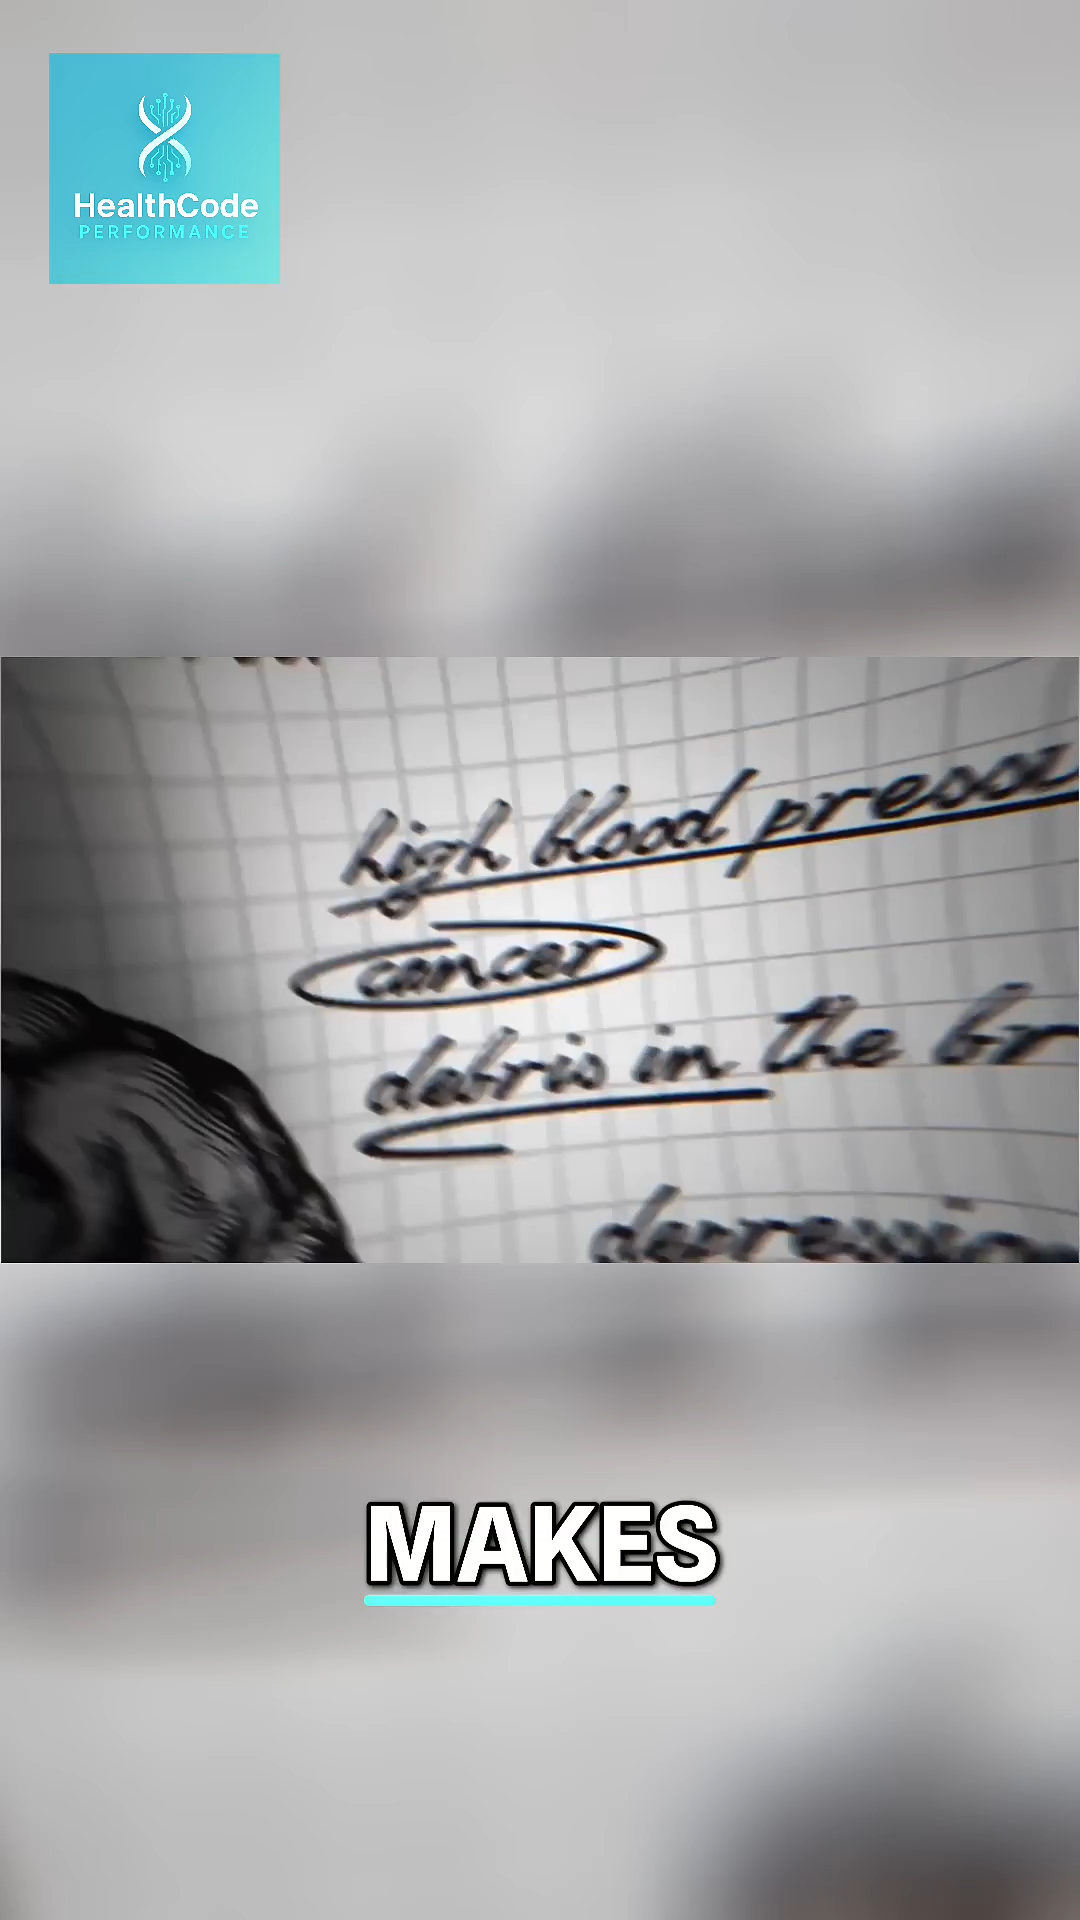 HealthCode
PERFORMANCE
high blood
cancer
debris in the
MAKES